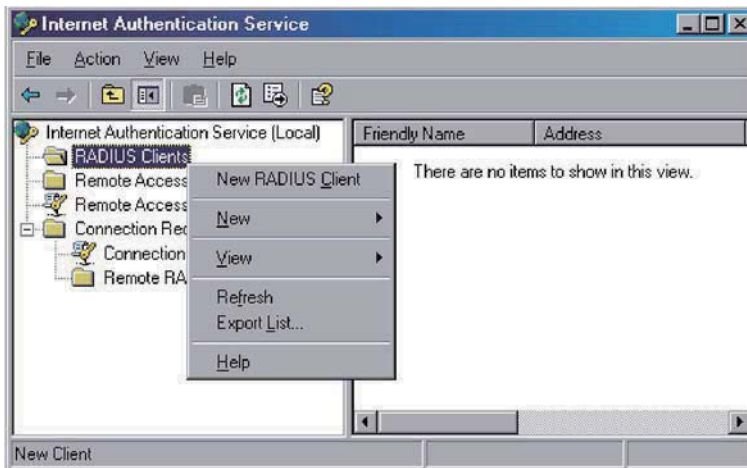 Internet Authentication Service
File Action View Help
Internet Authentication Service (Local)
RADIUS Clients
Remote Access
Remote Access
Connection Rec
Connection
Remote RA
New RADIUS Client
New
View
Refresh
Export List...
Help
Friendly Name Address
There are no items to show in this view.
New Client